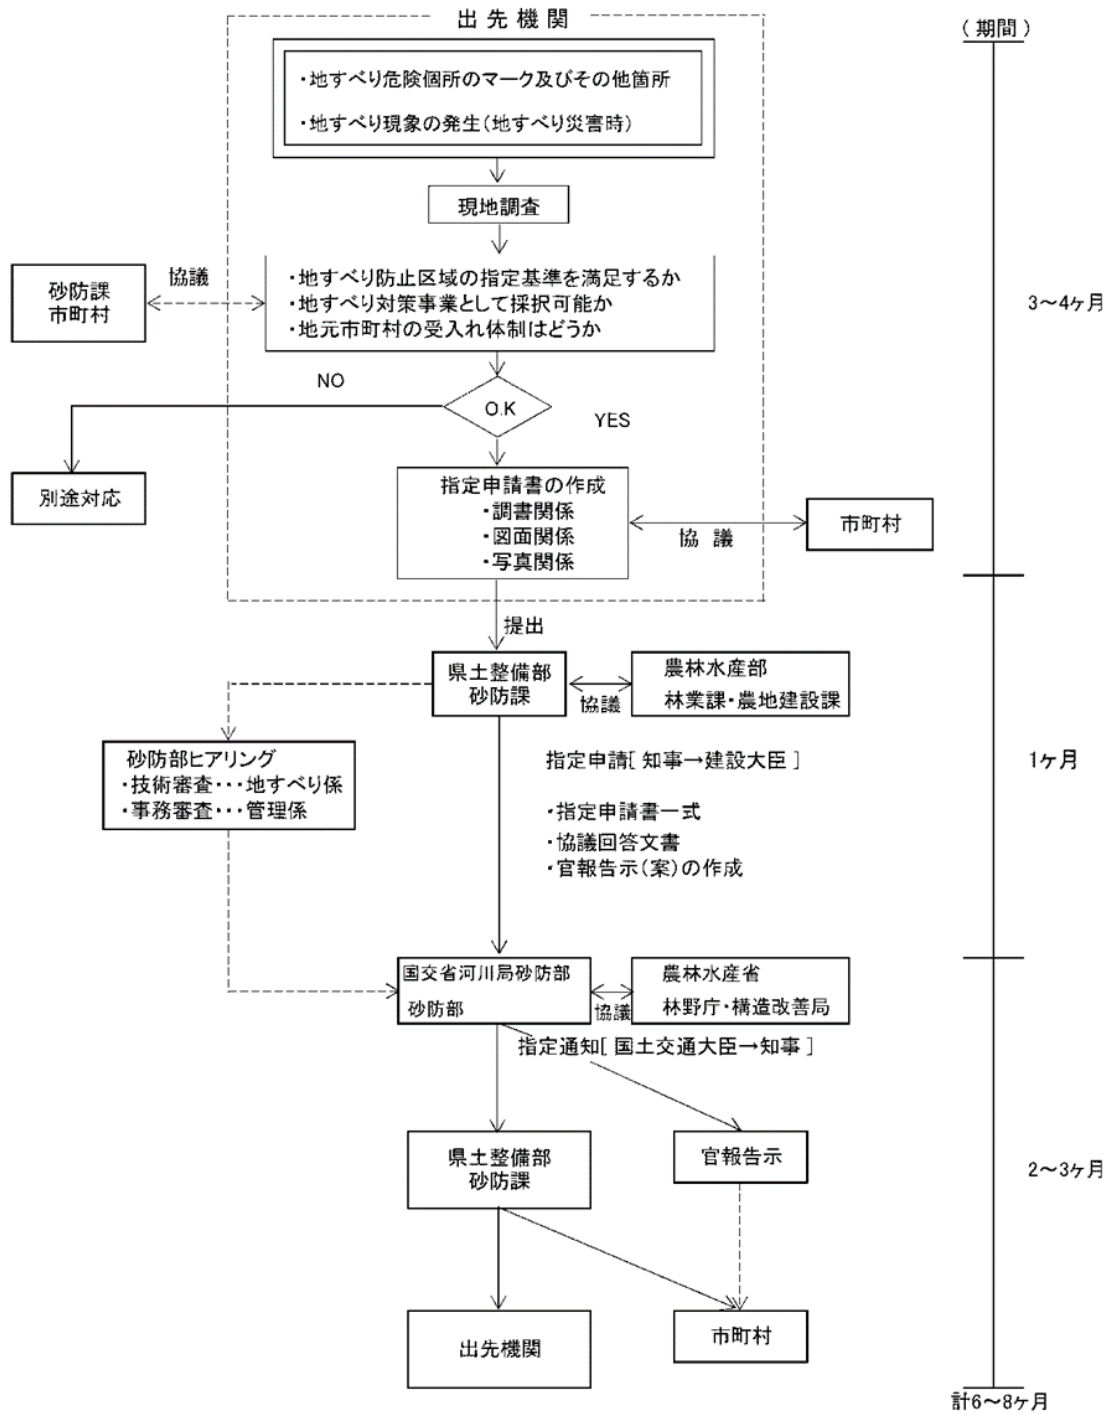 出先機関
(期間)
・地すべり危険個所のマーク及びその他箇所
・地すべり現象の発生(地すべり災害時)
現地調査
砂防課
市町村
協議
・地すべり防止区域の指定基準を満足するか
・地すべり対策事業として採択可能か
・地元市町村の受入れ体制はどうか
3～4ヶ月
NO
O.K
YES
別途対応
指定申請書の作成
・調書関係
・図面関係
・写真関係
協議
市町村
提出
県土整備部
砂防課
協議
農林水産部
林業課・農地建設課
砂防部ヒアリング
・技術審査・・・地すべり係
・事務審査・・・管理係
指定申請[ 知事→建設大臣 ]
・指定申請書一式
・協議回答文書
・官報告示(案)の作成
1ヶ月
国交省河川局砂防部
砂防部
協議
農林水産省
林野庁・構造改善局
指定通知[ 国土交通大臣→知事 ]
県土整備部
砂防課
官報告示
2～3ヶ月
出先機関
市町村
計6～8ヶ月